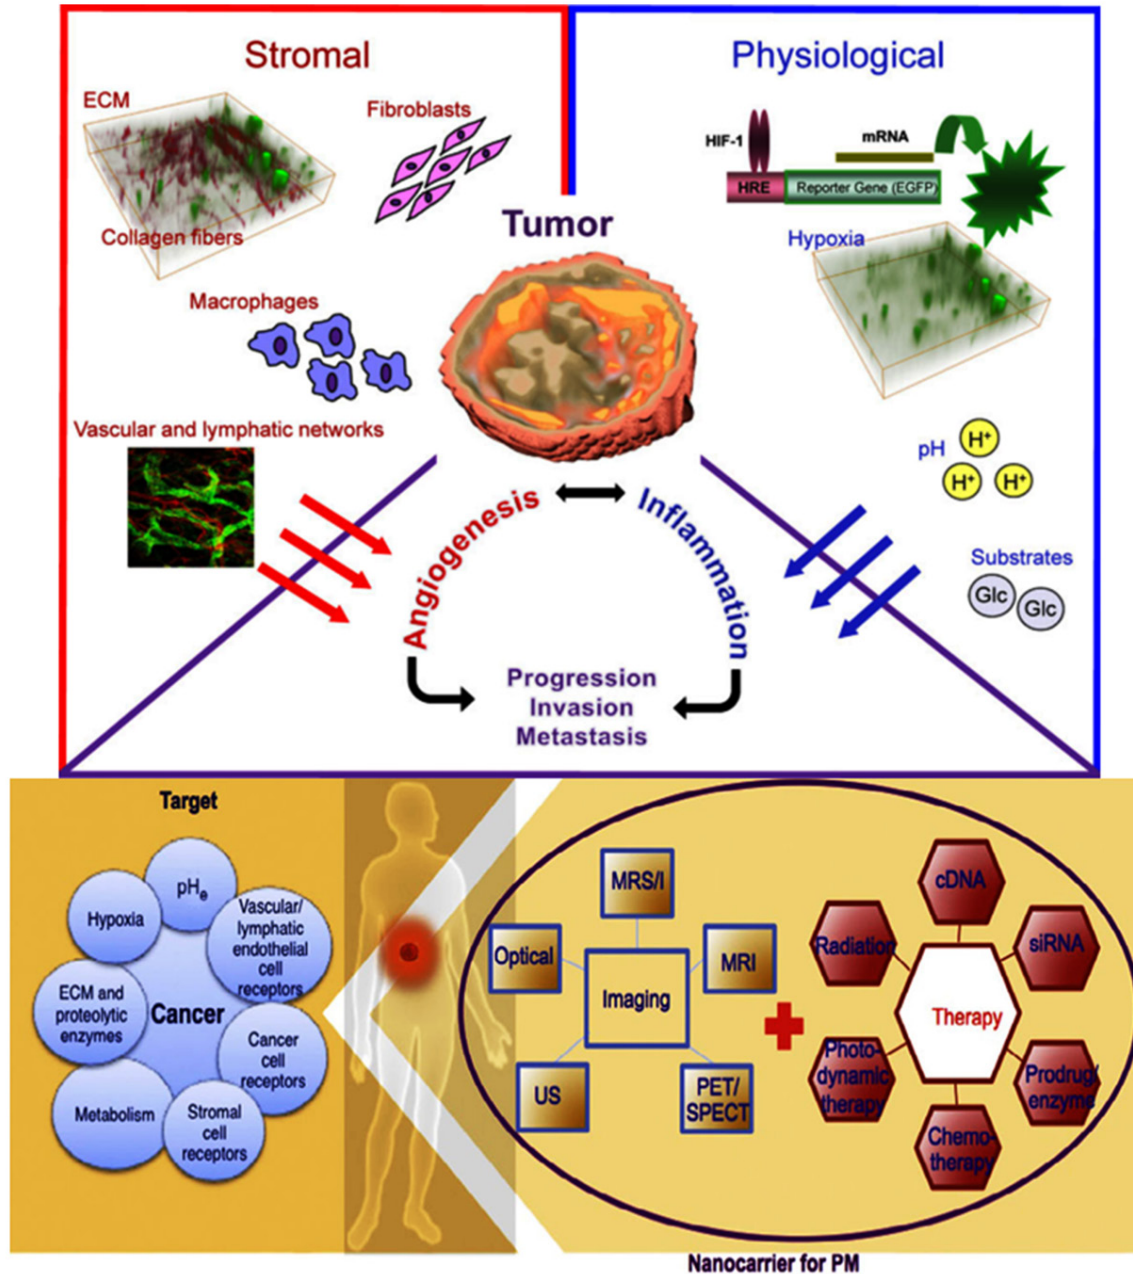 Stromal
Physiological
ECM
Fibroblasts
Collagen fibers
Macrophages
Vascular and lymphatic networks
Tumor
HIF-1
mRNA
HRE
Reporter Gene (EGFP)
Hypoxia
pH
H+
H+
H+
Substrates
Glc
Glc
Angiogenesis
Inflammation
Progression
Invasion
Metastasis
Target
pHe
Hypoxia
Vascular/
lymphatic
endothelial
cell
receptors
ECM and
proteolytic
enzymes
Cancer
Cancer
cell
receptors
Metabolism
Stromal
cell
receptors
MRS/I
Optical
MRI
Imaging
US
PET/
SPECT
cDNA
Radiation
siRNA
Therapy
Photo-
dynamic
therapy
Prodrug/
enzyme
Chemo-
therapy
Nanocarrier for PM